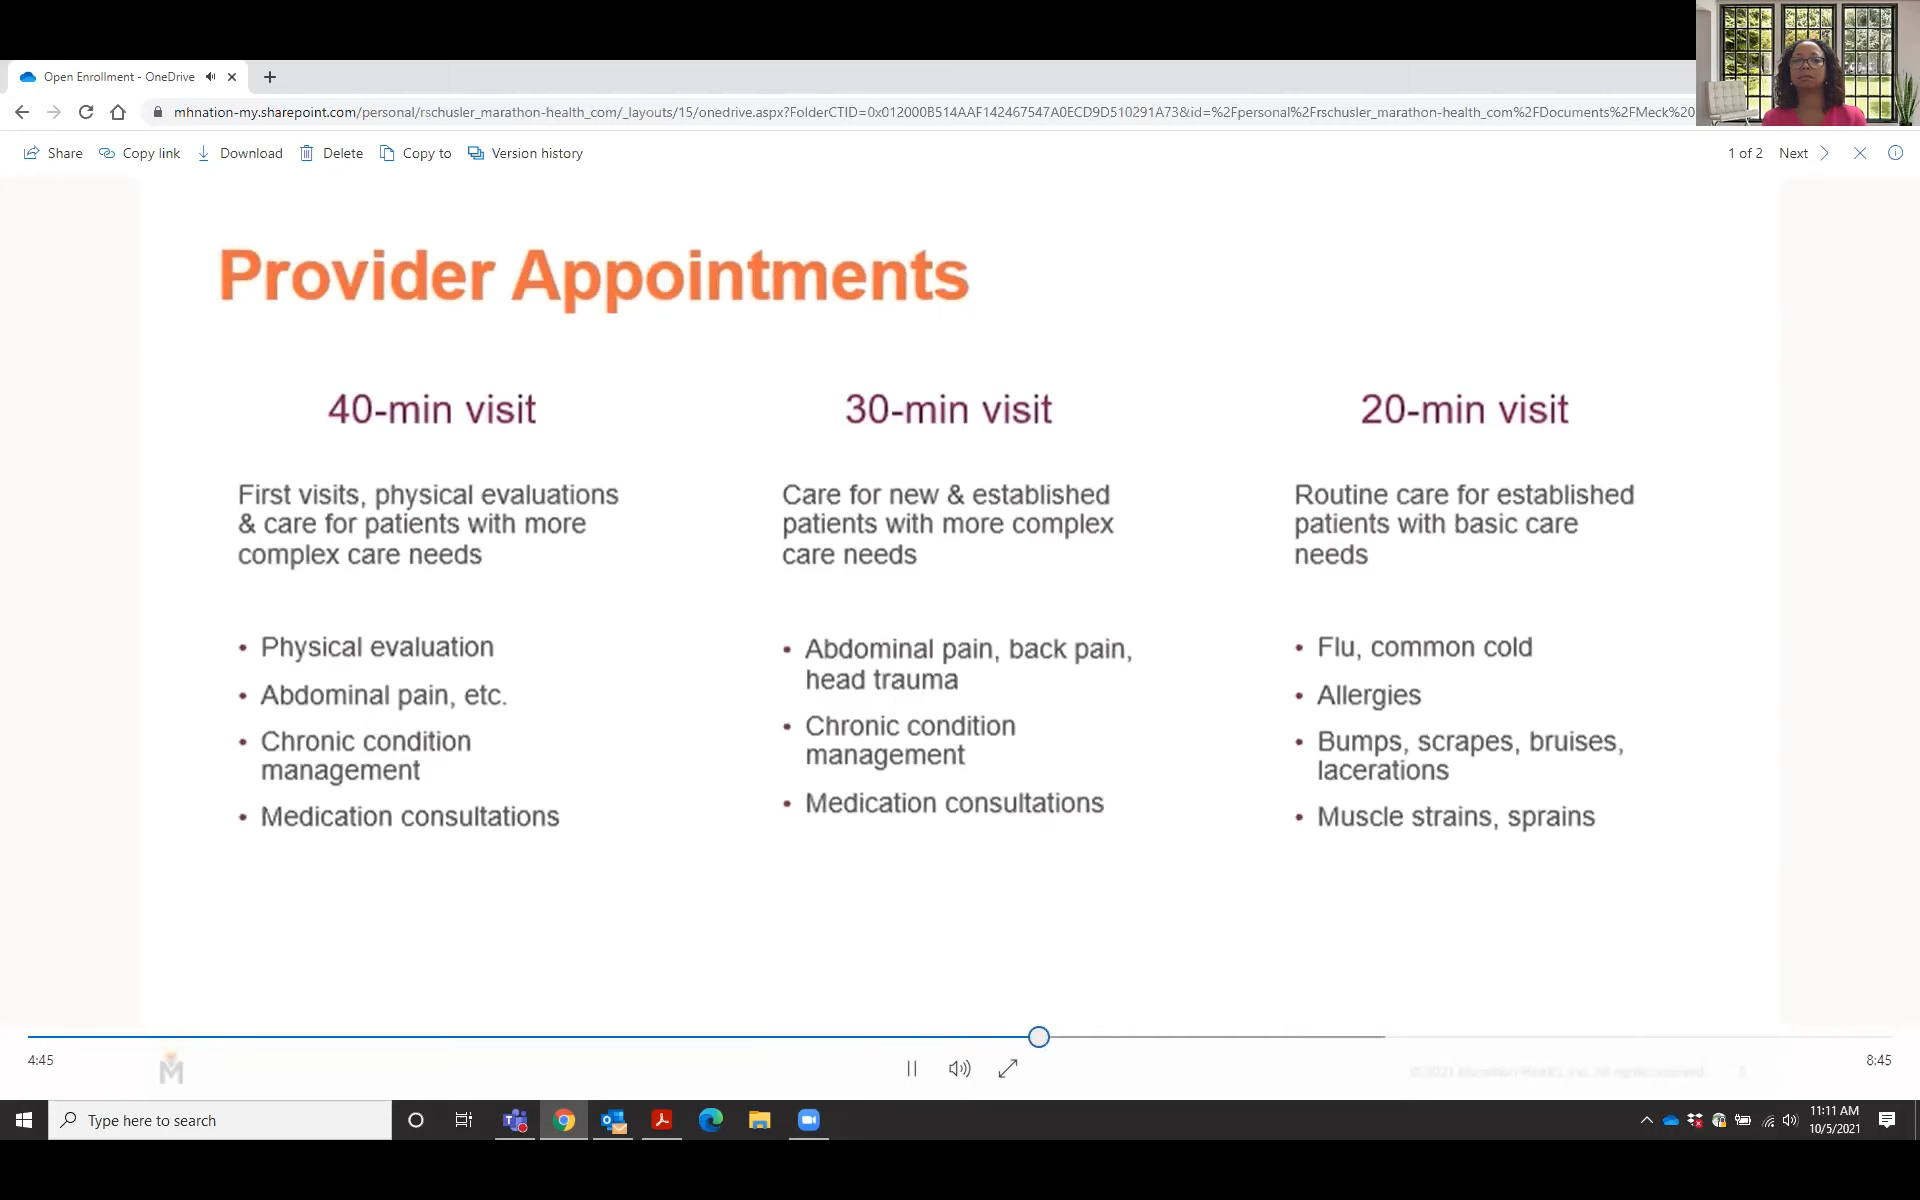 Open Enrollment - OneDrive
mhnation-my.sharepoint.com/personal/rschusler_marathon-health_com/_layouts/15/onedrive.aspx?FolderCTID=0x012000B514AAF142467547A0ECD9D510291A73&id=%2Fpersonal%2Frschusler_marathon-health_com%2FDocuments%2FMeck%20
Share Copy link Download Delete Copy to Version history 1 of 2 Next
Provider Appointments
40-min visit
First visits, physical evaluations
& care for patients with more
complex care needs
• Physical evaluation
• Abdominal pain, etc.
• Chronic condition
management
• Medication consultations
30-min visit
Care for new & established
patients with more complex
care needs
• Abdominal pain, back pain,
head trauma
• Chronic condition
management
• Medication consultations
20-min visit
Routine care for established
patients with basic care
needs
• Flu, common cold
• Allergies
• Bumps, scrapes, bruises,
lacerations
• Muscle strains, sprains
4:45 8:45
M
Type here to search
11:11 AM
10/5/2021